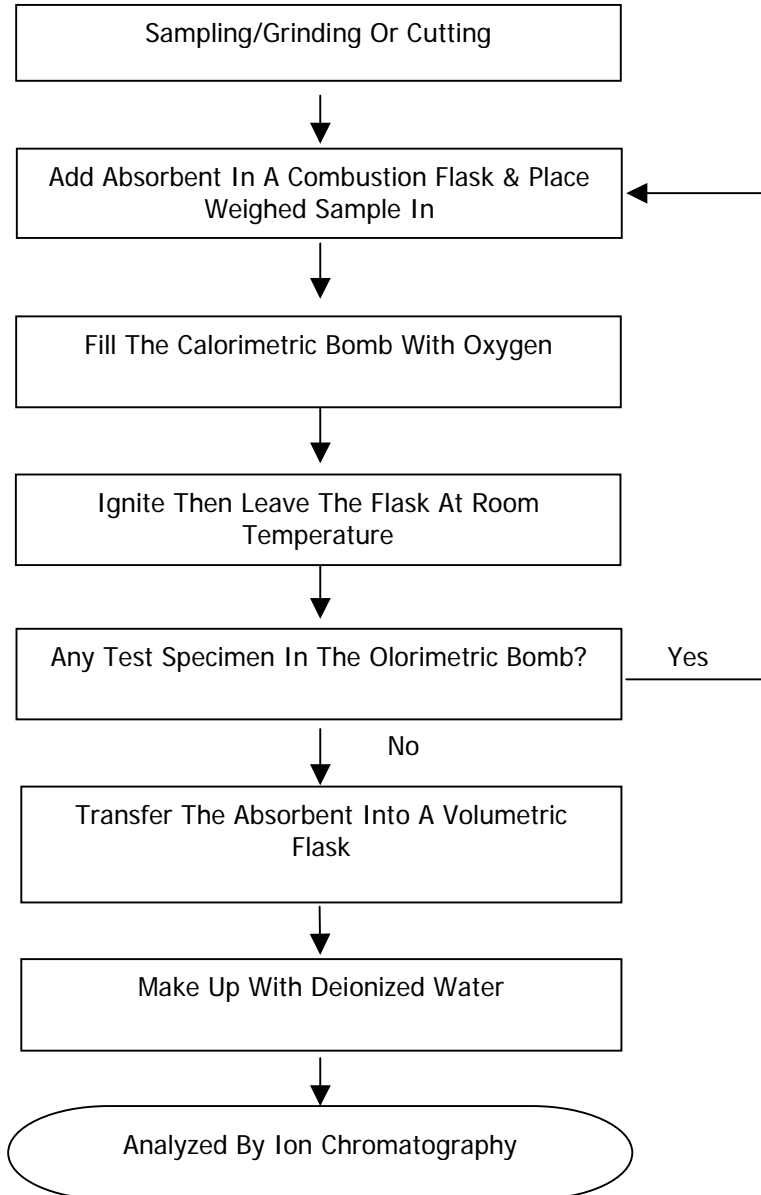 Sampling/Grinding Or Cutting
Add Absorbent In A Combustion Flask & Place
Weighed Sample In
Fill The Calorimetric Bomb With Oxygen
Ignite Then Leave The Flask At Room
Temperature
Any Test Specimen In The Olorimetric Bomb?
Yes
No
Transfer The Absorbent Into A Volumetric
Flask
Make Up With Deionized Water
Analyzed By Ion Chromatography